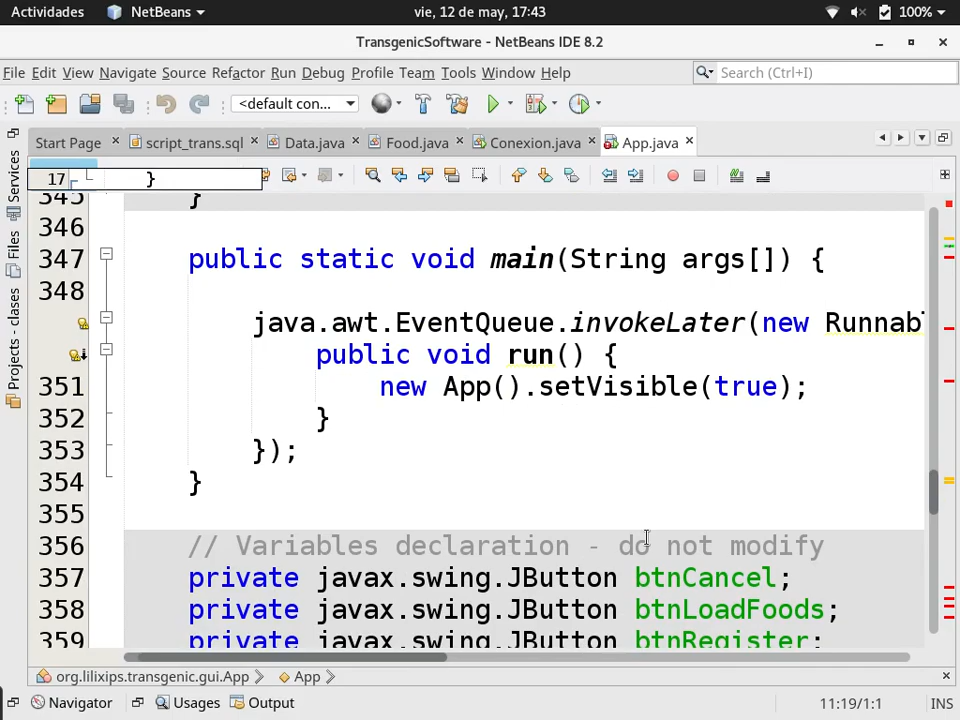 Actividades NetBeans vie, 12 de may, 17:43 100%
TransgenicSoftware - NetBeans IDE 8.2
File Edit View Navigate Source Refactor Run Debug Profile Team Tools Window Help Search (Ctrl+I)
<default con...
Start Page script_trans.sql Data.java Food.java Conexion.java App.java
17 }
345 }
346
347 public static void main(String args[]) {
348
java.awt.EventQueue.invokeLater(new Runnabl
public void run() {
351 new App().setVisible(true);
352 }
353 });
354 }
355
356 // Variables declaration - do not modify
357 private javax.swing.JButton btnCancel;
358 private javax.swing.JButton btnLoadFoods;
359 private javax.swing.JButton btnRegister;
Services
Files
Projects - clases
org.lilixips.transgenic.gui.App App
Navigator Usages Output 11:19/1:1 INS